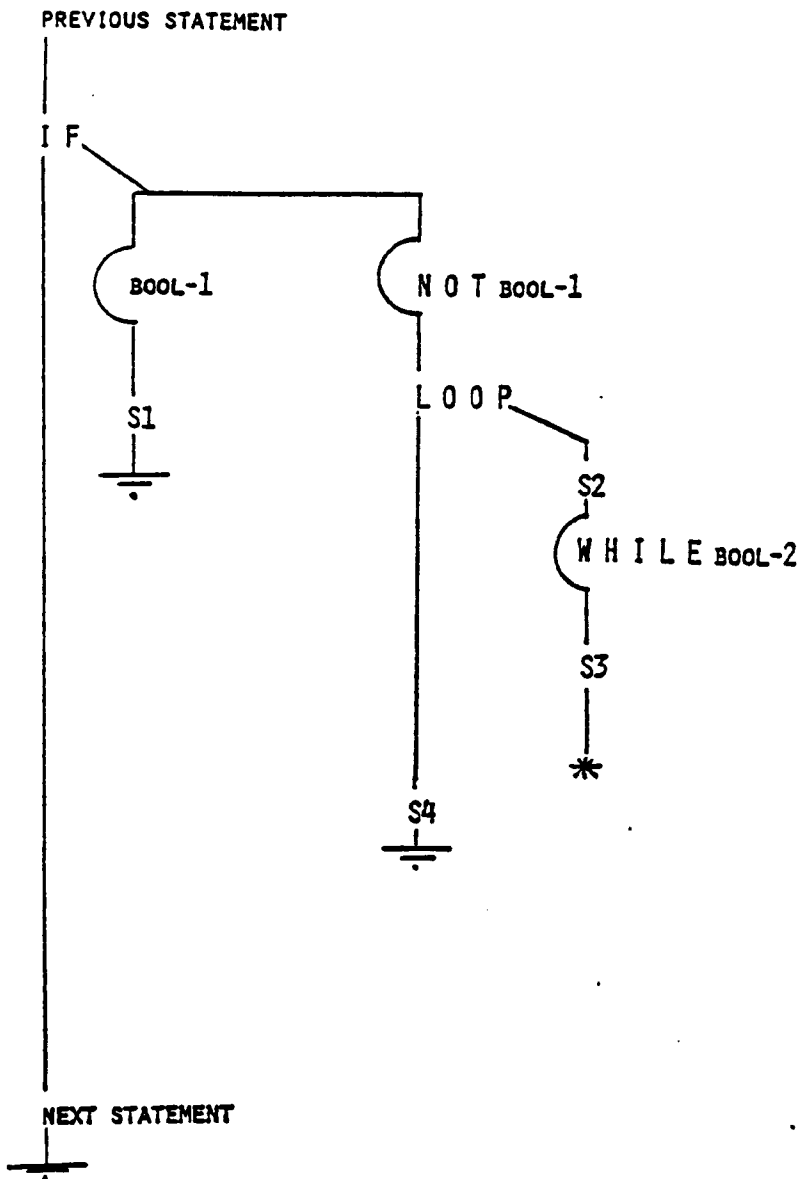 PREVIOUS STATEMENT
I F
BOOL-1
N O T BOOL-1
L O O P
S1
S2
W H I L E BOOL-2
S3
*
S4
NEXT STATEMENT